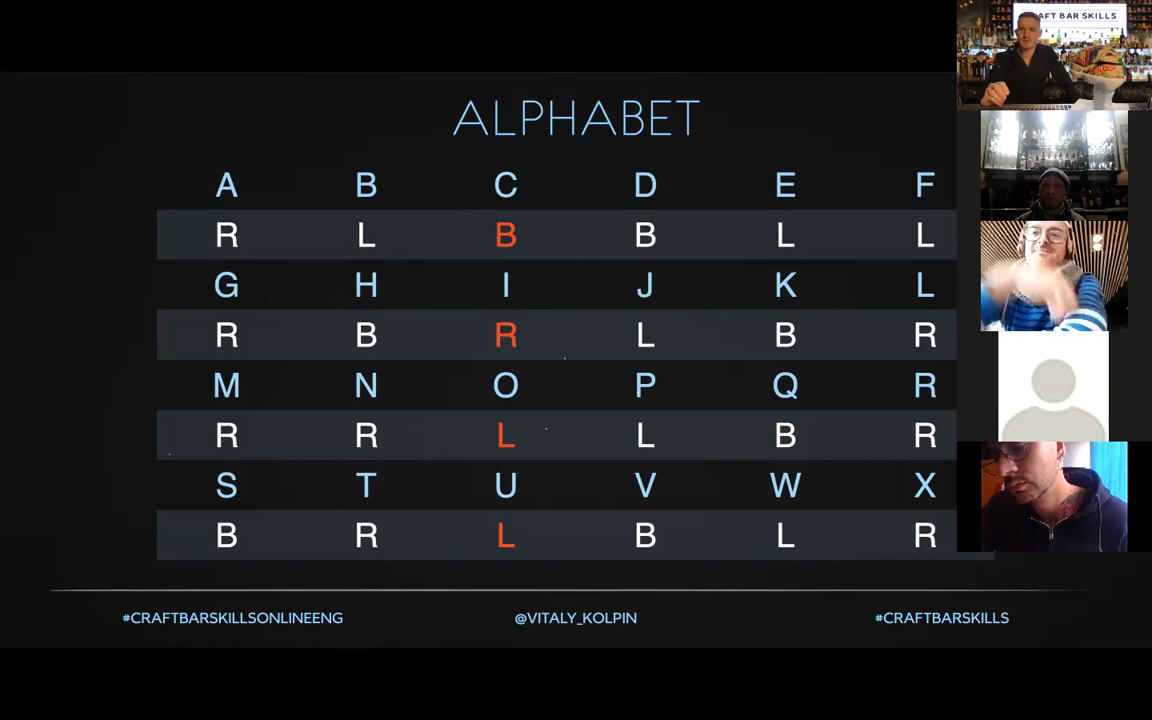 AFT BAR SKILLS
ALPHABET
A B C D E F
R L B B L L
G H I J K L
R B R L B R
M N O P Q R
R R L L B R
S T U V W X
B R L B L R
#CRAFTBARSKILLSONLINEENG @VITALY_KOLPIN #CRAFTBARSKILLS